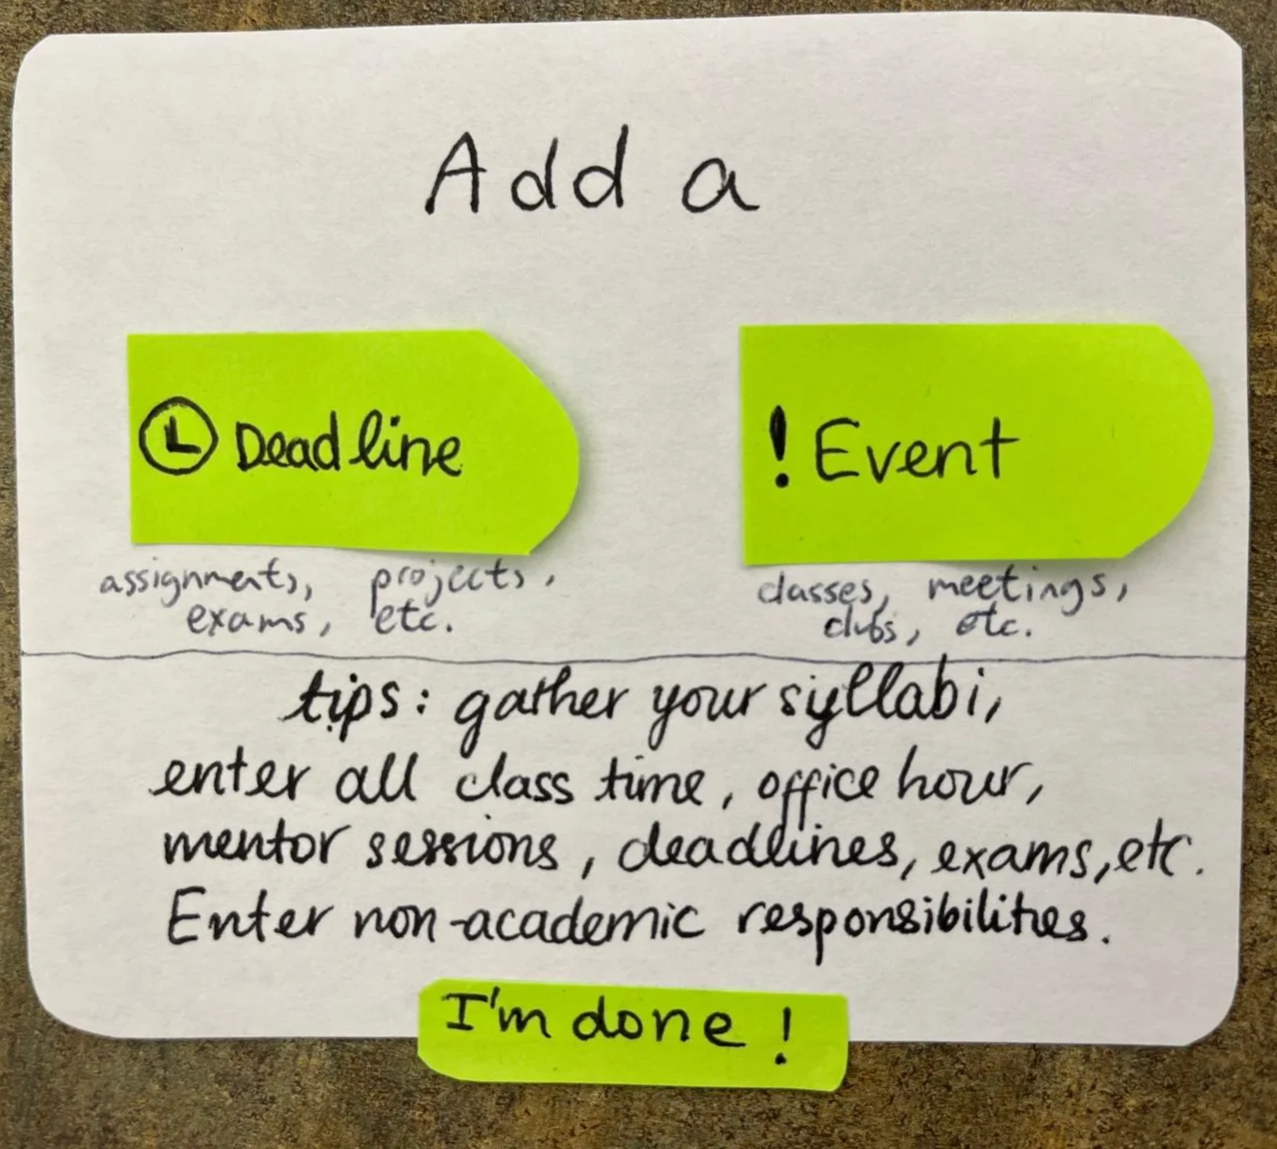 Add a
Deadline
! Event
assignments, projects,
exams, etc.
classes, meetings,
clubs, etc.
tips: gather your syllabi,
enter all class time, office hour,
mentor sessions, deadlines, exams, etc.
Enter non-academic responsibilities.
I'm done!